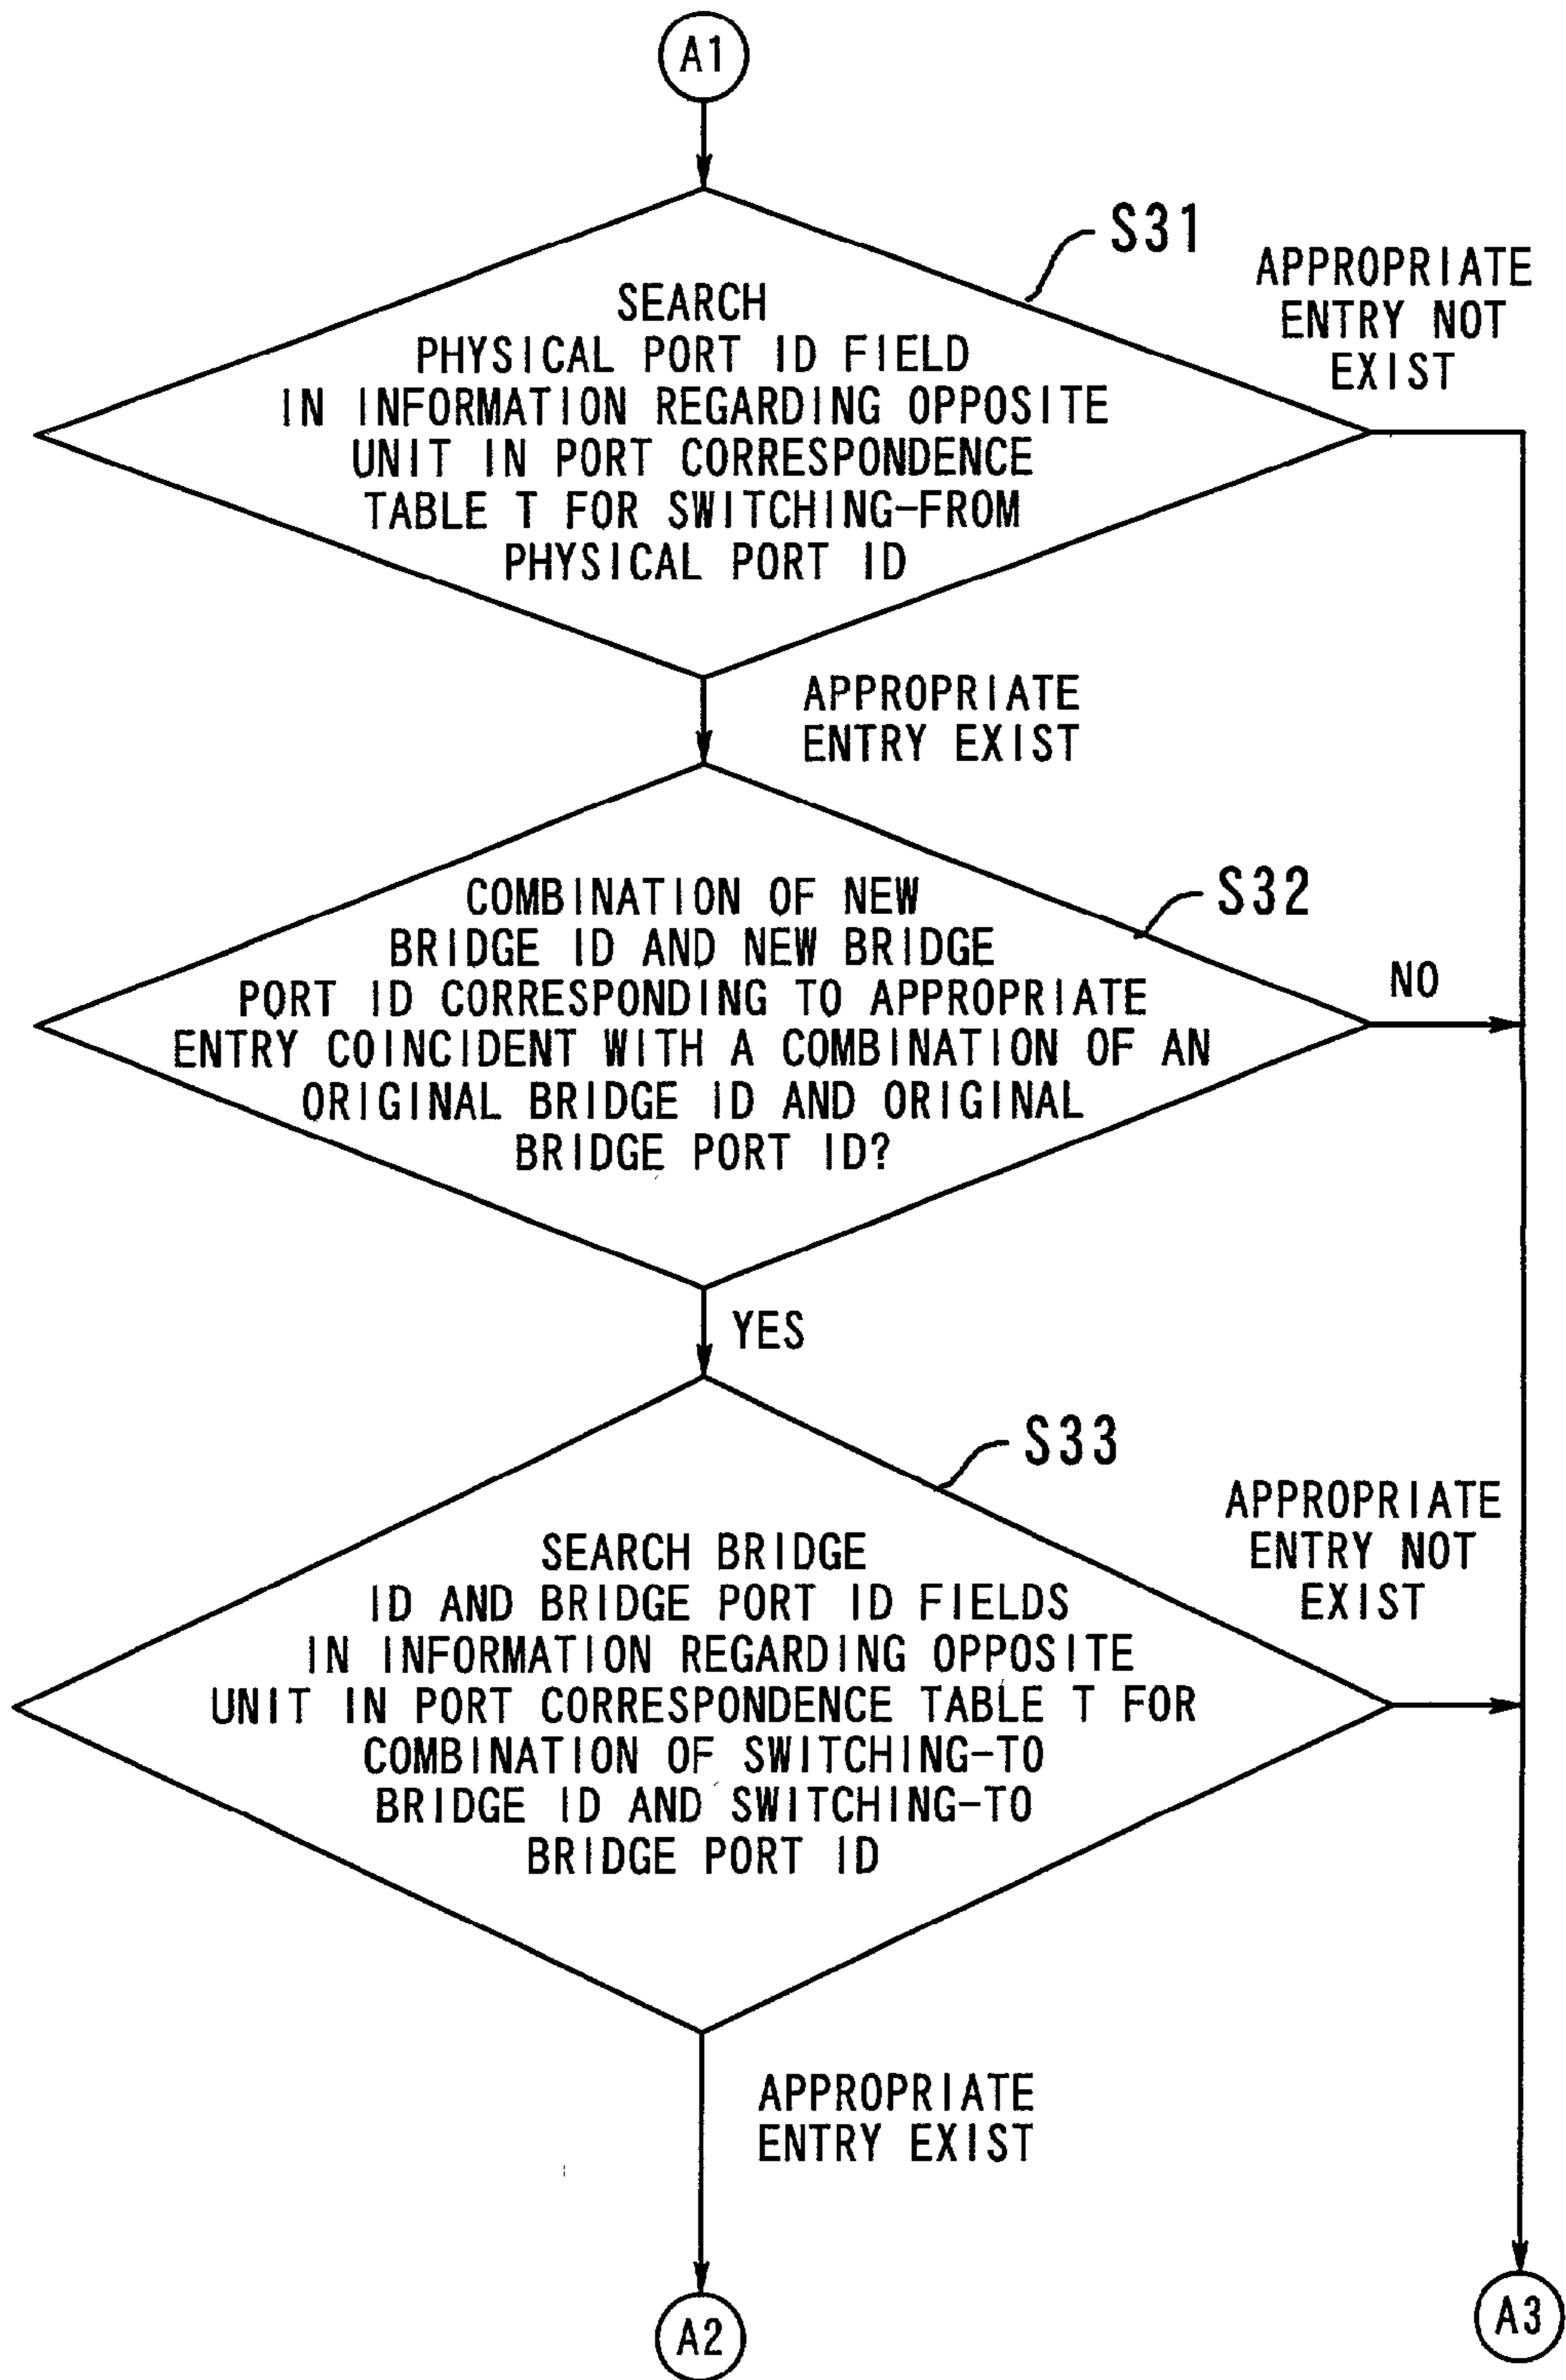 A1
S31
APPROPRIATE
ENTRY NOT
EXIST
SEARCH
PHYSICAL PORT ID FIELD
IN INFORMATION REGARDING OPPOSITE
UNIT IN PORT CORRESPONDENCE
TABLE T FOR SWITCHING-FROM
PHYSICAL PORT ID
APPROPRIATE
ENTRY EXIST
S32
COMBINATION OF NEW
BRIDGE ID AND NEW BRIDGE
PORT ID CORRESPONDING TO APPROPRIATE
ENTRY COINCIDENT WITH A COMBINATION OF AN
ORIGINAL BRIDGE ID AND ORIGINAL
BRIDGE PORT ID?
NO
YES
S33
APPROPRIATE
ENTRY NOT
EXIST
SEARCH BRIDGE
ID AND BRIDGE PORT ID FIELDS
IN INFORMATION REGARDING OPPOSITE
UNIT IN PORT CORRESPONDENCE TABLE T FOR
COMBINATION OF SWITCHING-TO
BRIDGE ID AND SWITCHING-TO
BRIDGE PORT ID
APPROPRIATE
ENTRY EXIST
A2
A3